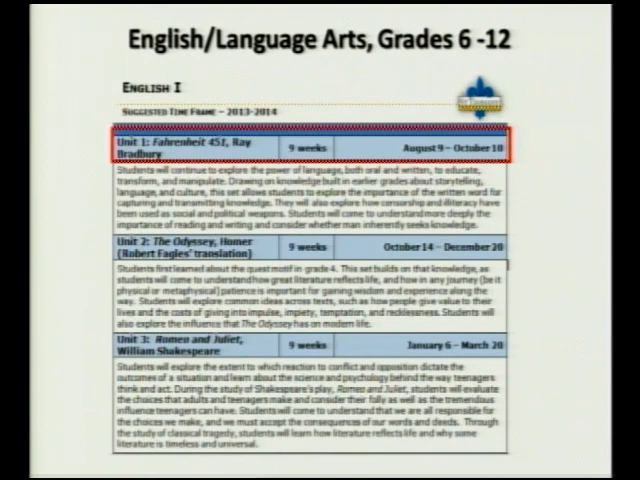 English/Language Arts, Grades 6 -12
ENGLISH I
SUGGESTED TIME FRAME – 2013-2014
Unit 1: Fahrenheit 451, Ray Bradbury 9 weeks August 9 – October 10
Students will continue to explore the power of language, both oral and written, to educate,
transform, and manipulate. Drawing on knowledge built in earlier grades about storytelling,
language, and culture, this set allows students to explore the importance of the written word for
capturing and transmitting knowledge. They will also explore how censorship and illiteracy have
been used as social and political weapons. Students will come to understand more deeply the
importance of reading and writing and consider whether man inherently seeks knowledge.
Unit 2: The Odyssey, Homer (Robert Fagles' translation) 9 weeks October 14 – December 20
Students first learned about the quest motif in grade 4. This set builds on that knowledge, as
students will come to understand how great literature reflects life, and how in any journey (be it
physical or metaphysical) patience is important for gaining wisdom and experience along the
way. Students will explore common ideas across texts, such as how people give value to their
lives and the costs of giving into impulse, impiety, temptation, and recklessness. Students will
also explore the influence that The Odyssey has on modern life.
Unit 3: Romeo and Juliet, William Shakespeare 9 weeks January 6 – March 20
Students will explore the extent to which reaction to conflict and opposition dictate the
outcomes of a situation and learn about the science and psychology behind the way teenagers
think and act. During the study of Shakespeare's play, Romeo and Juliet, students will evaluate
the choices that adults and teenagers make and consider their folly as well as the tremendous
influence teenagers can have. Students will come to understand that we are all responsible for
the choices we make, and we must accept the consequences of our words and deeds. Through
the study of classical tragedy, students will learn how literature reflects life and why some
literature is timeless and universal.